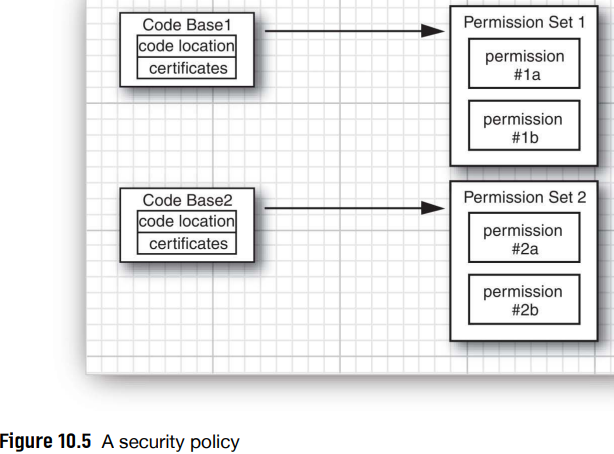 Code Base1
code location
certificates
Permission Set 1
permission
#1a
permission
#1b
Code Base2
code location
certificates
Permission Set 2
permission
#2a
permission
#2b
Figure 10.5 A security policy